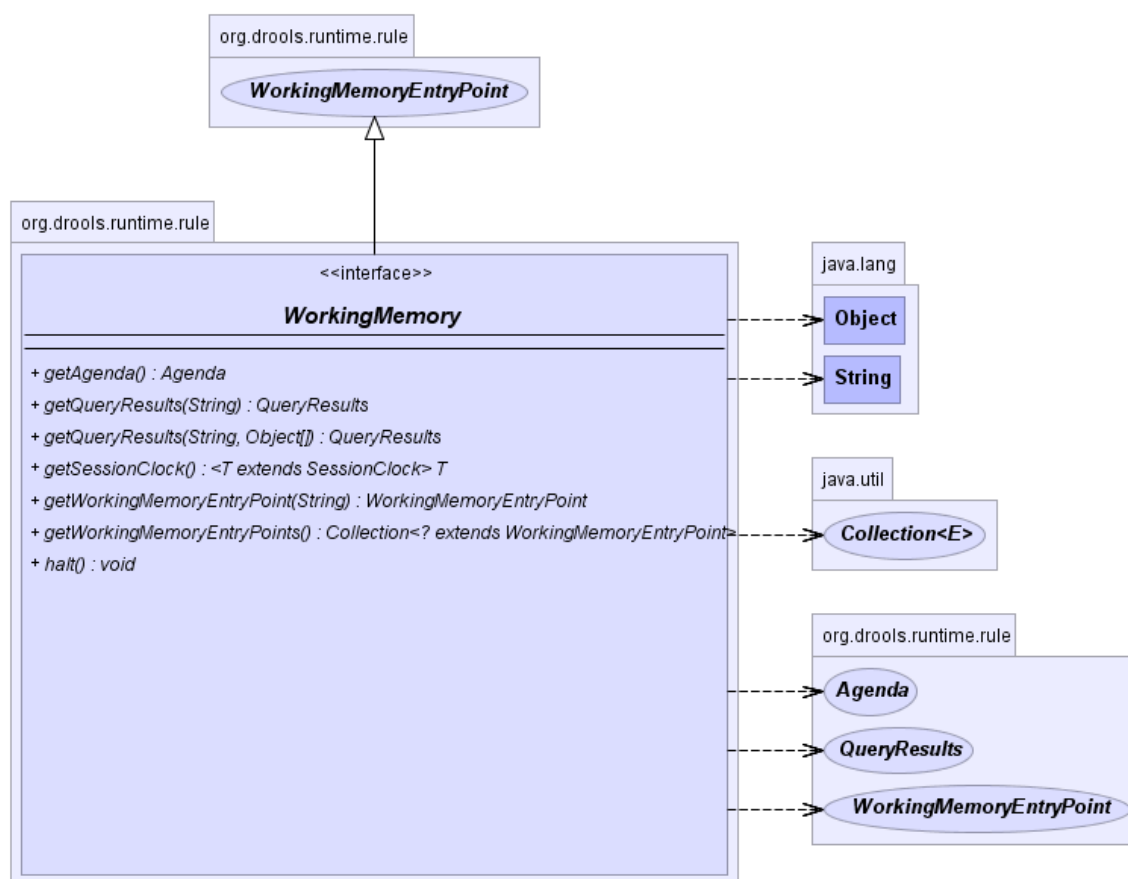 org.drools.runtime.rule
WorkingMemoryEntryPoint
org.drools.runtime.rule
<<interface>>
WorkingMemory
+ getAgenda() : Agenda
+ getQueryResults(String) : QueryResults
+ getQueryResults(String, Object[]) : QueryResults
+ getSessionClock() : <T extends SessionClock> T
+ getWorkingMemoryEntryPoint(String) : WorkingMemoryEntryPoint
+ getWorkingMemoryEntryPoints() : Collection<? extends WorkingMemoryEntryPoint>
+ halt() : void
java.lang
Object
String
java.util
Collection<E>
org.drools.runtime.rule
Agenda
QueryResults
WorkingMemoryEntryPoint